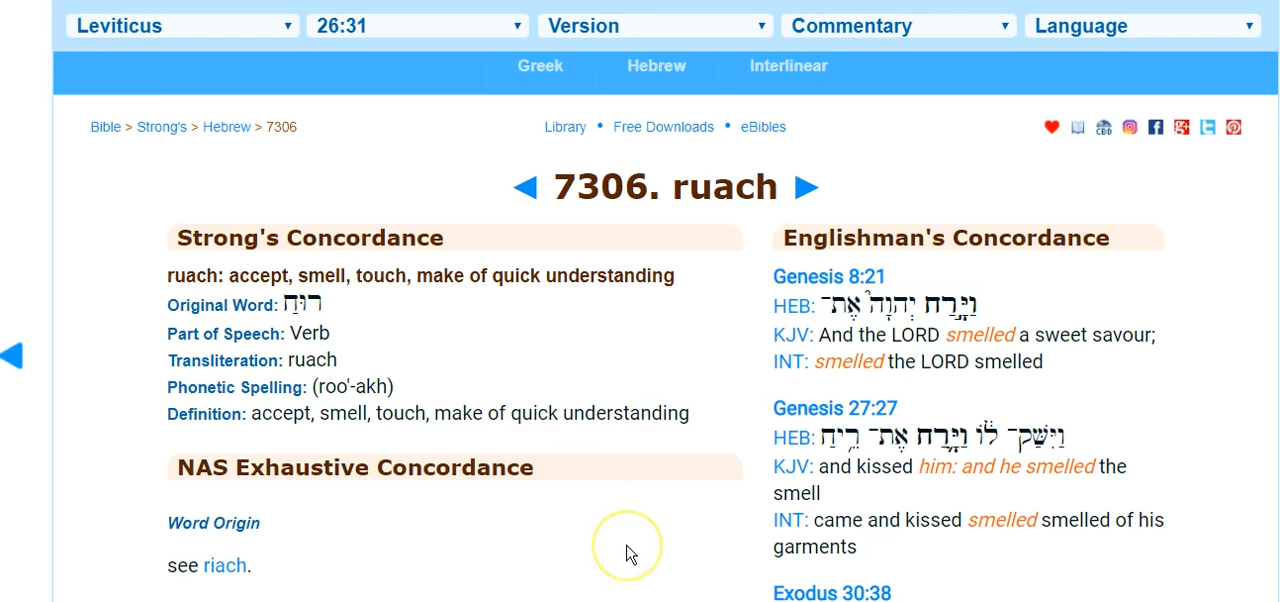 Leviticus 26:31 Version Commentary Language
Greek Hebrew Interlinear
Bible > Strong's > Hebrew > 7306
Library • Free Downloads • eBibles
7306. ruach
Strong's Concordance
ruach: accept, smell, touch, make of quick understanding
Original Word: רוּחַ
Part of Speech: Verb
Transliteration: ruach
Phonetic Spelling: (roo'-akh)
Definition: accept, smell, touch, make of quick understanding
NAS Exhaustive Concordance
Word Origin
see riach.
Englishman's Concordance
Genesis 8:21
HEB: וַיָּ֣רַח יְהוָה֮ אֶת־
KJV: And the LORD smelled a sweet savour;
INT: smelled the LORD smelled
Genesis 27:27
HEB: וַיִּשַּׁק־ ל֔וֹ וַיָּ֛רַח אֶת־ רֵ֥יחַ
KJV: and kissed him: and he smelled the
smell
INT: came and kissed smelled smelled of his
garments
Exodus 30:38